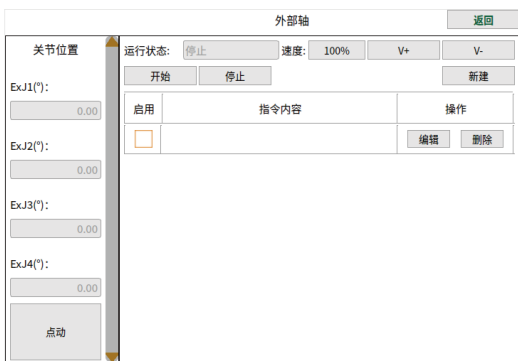 外部轴
返回
关节位置
ExJ1(°):
0.00
ExJ2(°):
0.00
ExJ3(°):
0.00
ExJ4(°):
0.00
点动
运行状态: 停止 速度: 100% V+ V-
开始 停止 新建
启用 指令内容 操作
编辑 删除